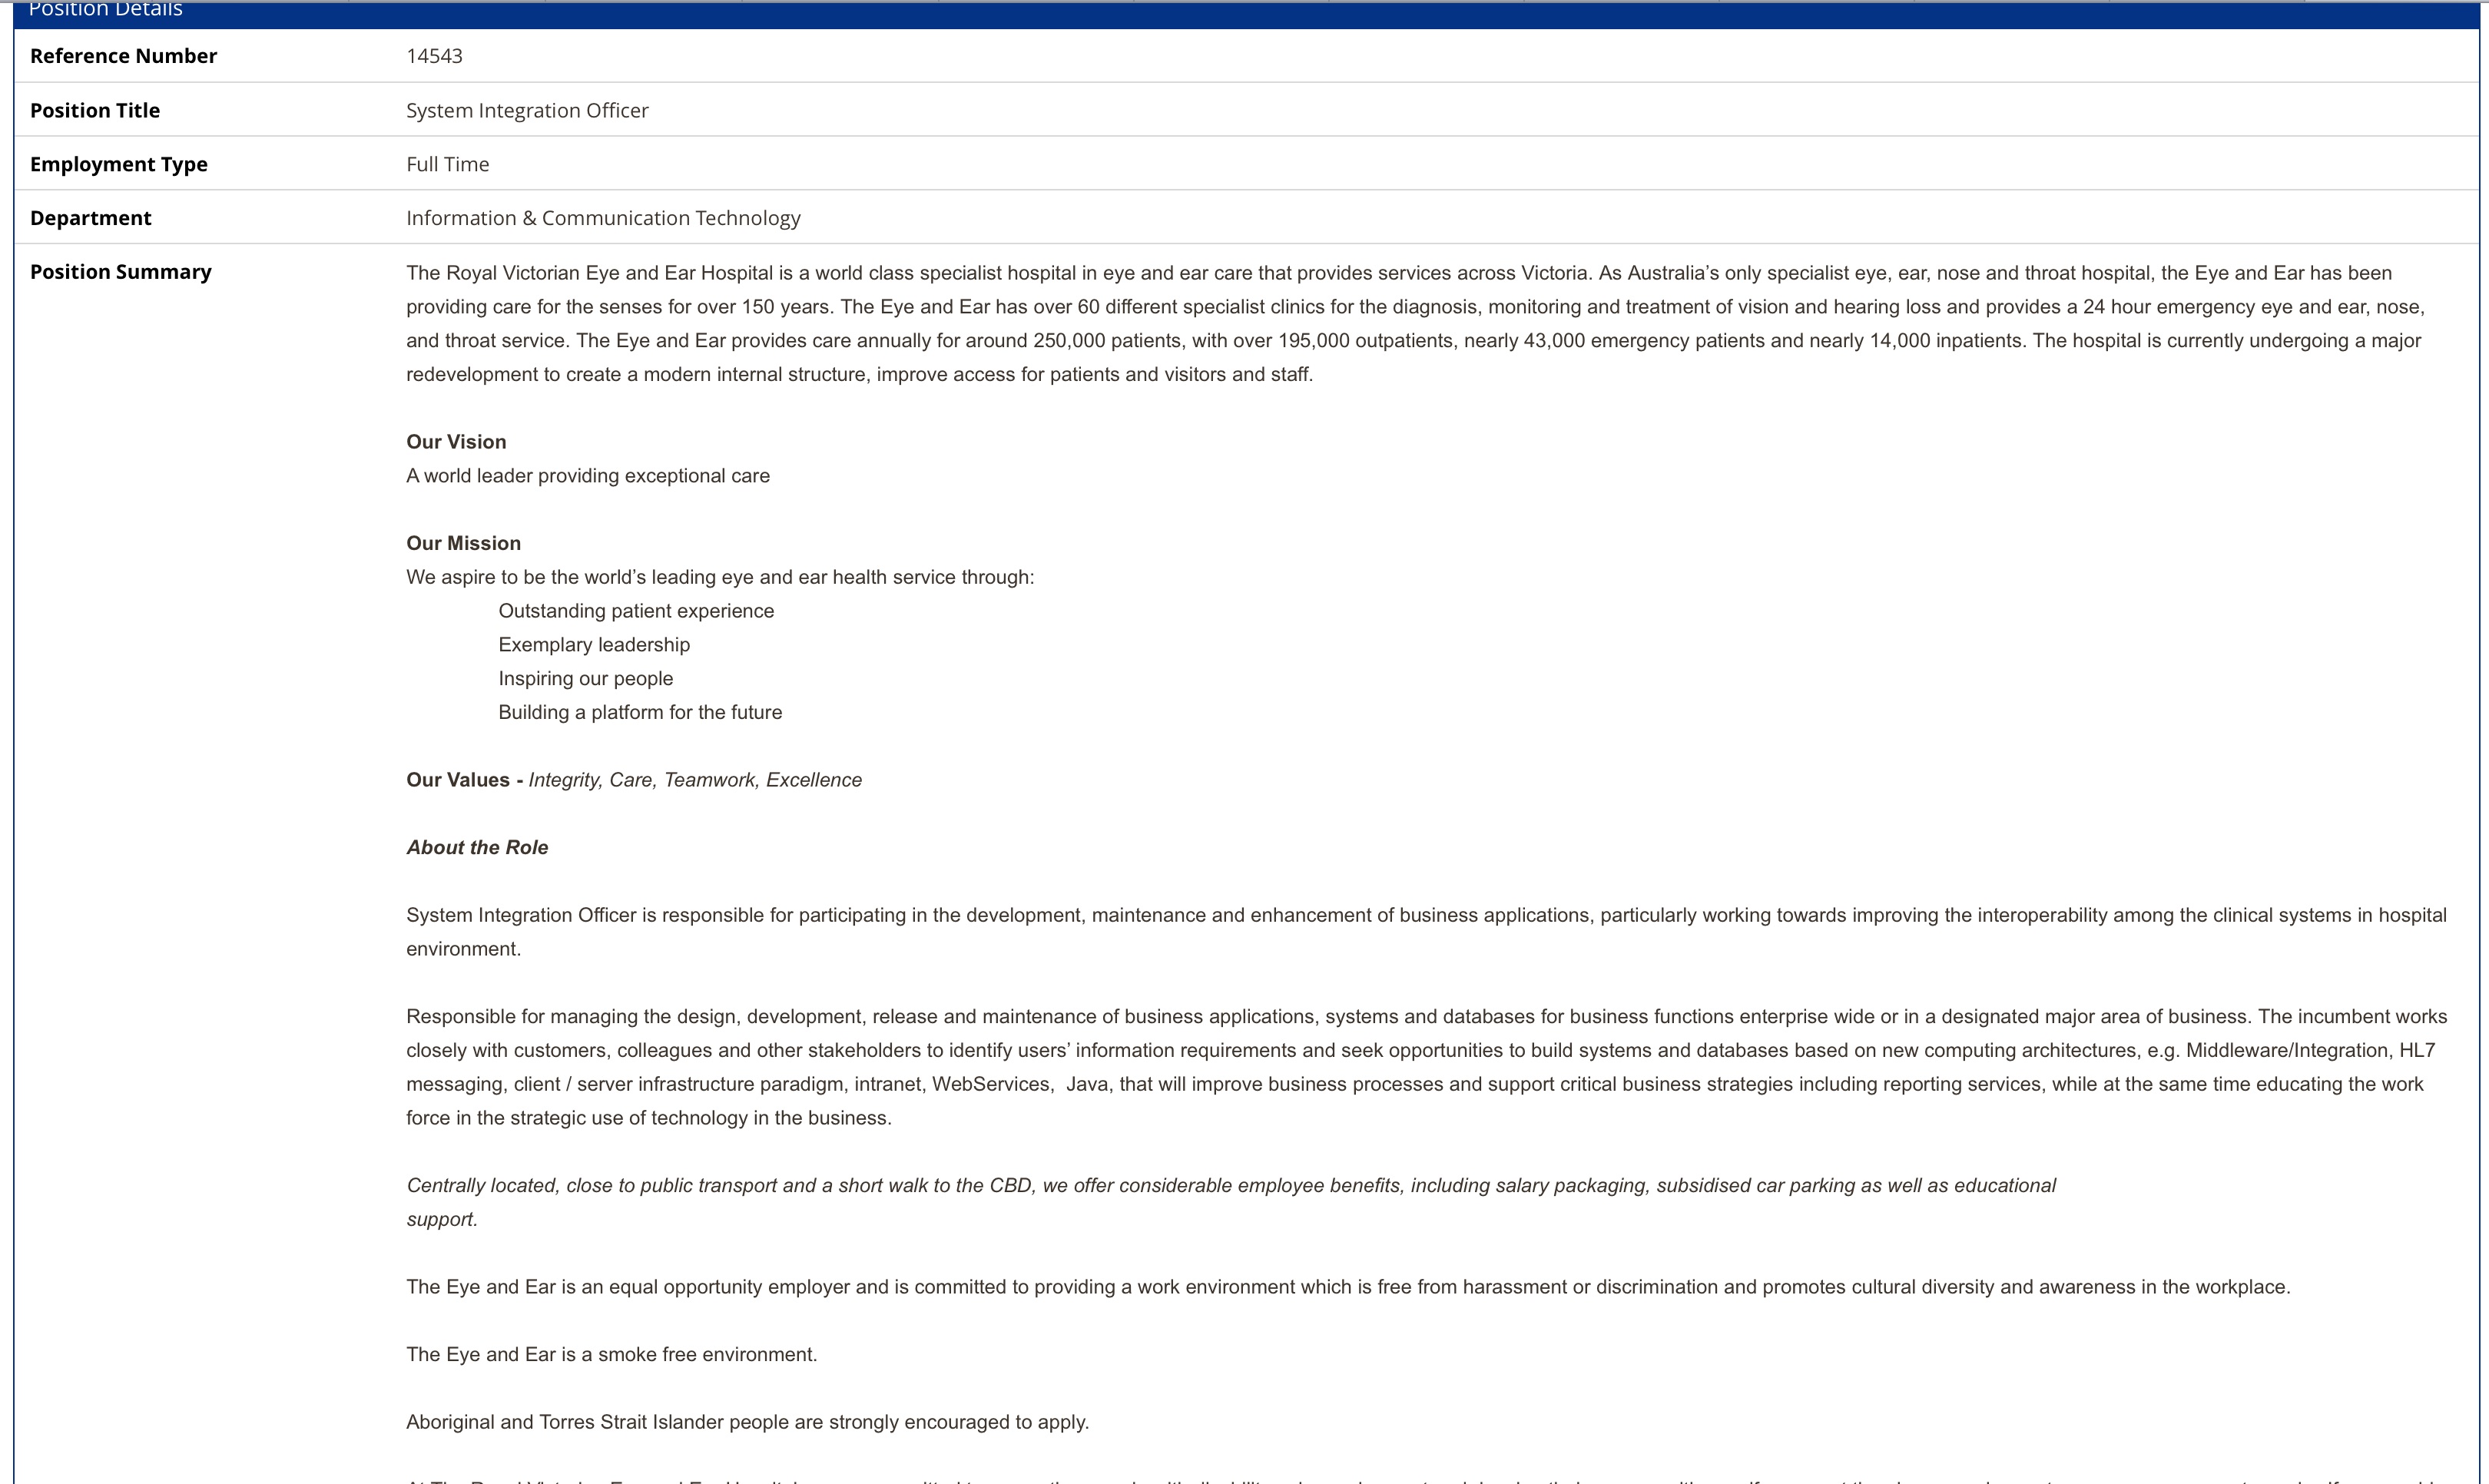 Position Details
Reference Number 14543
Position Title System Integration Officer
Employment Type Full Time
Department Information & Communication Technology
Position Summary The Royal Victorian Eye and Ear Hospital is a world class specialist hospital in eye and ear care that provides services across Victoria. As Australia’s only specialist eye, ear, nose and throat hospital, the Eye and Ear has been
providing care for the senses for over 150 years. The Eye and Ear has over 60 different specialist clinics for the diagnosis, monitoring and treatment of vision and hearing loss and provides a 24 hour emergency eye and ear, nose,
and throat service. The Eye and Ear provides care annually for around 250,000 patients, with over 195,000 outpatients, nearly 43,000 emergency patients and nearly 14,000 inpatients. The hospital is currently undergoing a major
redevelopment to create a modern internal structure, improve access for patients and visitors and staff.
Our Vision
A world leader providing exceptional care
Our Mission
We aspire to be the world’s leading eye and ear health service through:
Outstanding patient experience
Exemplary leadership
Inspiring our people
Building a platform for the future
Our Values - Integrity, Care, Teamwork, Excellence
About the Role
System Integration Officer is responsible for participating in the development, maintenance and enhancement of business applications, particularly working towards improving the interoperability among the clinical systems in hospital
environment.
Responsible for managing the design, development, release and maintenance of business applications, systems and databases for business functions enterprise wide or in a designated major area of business. The incumbent works
closely with customers, colleagues and other stakeholders to identify users’ information requirements and seek opportunities to build systems and databases based on new computing architectures, e.g. Middleware/Integration, HL7
messaging, client / server infrastructure paradigm, intranet, WebServices,  Java, that will improve business processes and support critical business strategies including reporting services, while at the same time educating the work
force in the strategic use of technology in the business.
Centrally located, close to public transport and a short walk to the CBD, we offer considerable employee benefits, including salary packaging, subsidised car parking as well as educational
support.
The Eye and Ear is an equal opportunity employer and is committed to providing a work environment which is free from harassment or discrimination and promotes cultural diversity and awareness in the workplace.
The Eye and Ear is a smoke free environment.
Aboriginal and Torres Strait Islander people are strongly encouraged to apply.